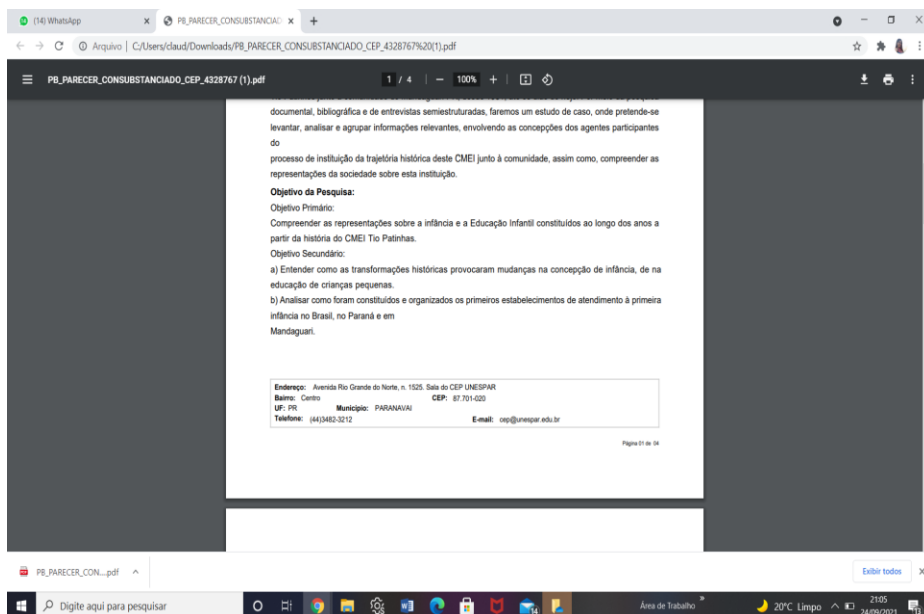 (14) WhatsApp
PB_PARECER_CONSUBSTANCIAD
Arquivo | C:/Users/claud/Downloads/PB_PARECER_CONSUBSTANCIADO_CEP_4328767%20(1).pdf
PB_PARECER_CONSUBSTANCIADO_CEP_4328767 (1).pdf
1 / 4 | − 100% +
documental, bibliográfica e de entrevistas semiestruturadas, faremos um estudo de caso, onde pretende-se
levantar, analisar e agrupar informações relevantes, envolvendo as concepções dos agentes participantes
do
processo de instituição da trajetória histórica deste CMEI junto à comunidade, assim como, compreender as
representações da sociedade sobre esta instituição.
Objetivo da Pesquisa:
Objetivo Primário:
Compreender as representações sobre a infância e a Educação Infantil constituídos ao longo dos anos a
partir da história do CMEI Tio Patinhas.
Objetivo Secundário:
a) Entender como as transformações históricas provocaram mudanças na concepção de infância, de na
educação de crianças pequenas.
b) Analisar como foram constituídos e organizados os primeiros estabelecimentos de atendimento à primeira
infância no Brasil, no Paraná e em
Mandaguari.
Endereço: Avenida Rio Grande do Norte, n. 1525. Sala do CEP UNESPAR
Bairro: Centro CEP: 87.701-020
UF: PR Município: PARANAVAI
Telefone: (44)3482-3212 E-mail: cep@unespar.edu.br
Página 01 de 04
PB_PARECER_CON....pdf
Exibir todos
Digite aqui para pesquisar
Área de Trabalho
20°C Limpo
21:05
24/09/2021